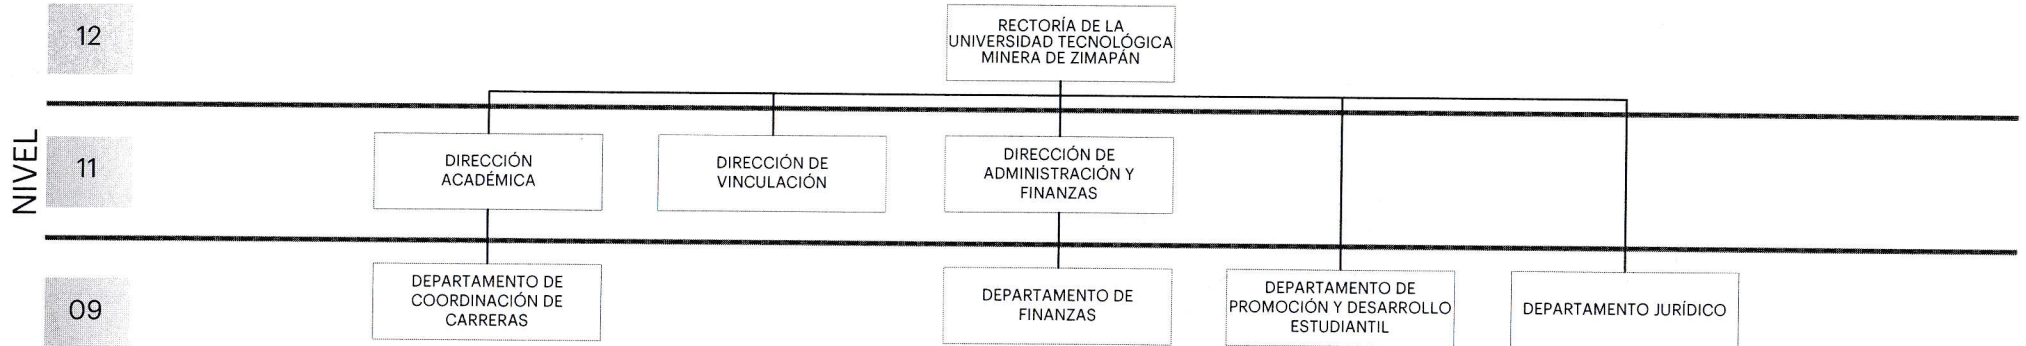 12
RECTORÍA DE LA
UNIVERSIDAD TECNOLÓGICA
MINERA DE ZIMAPÁN
NIVEL
11
DIRECCIÓN
ACADÉMICA
DIRECCIÓN DE
VINCULACIÓN
DIRECCIÓN DE
ADMINISTRACIÓN Y
FINANZAS
09
DEPARTAMENTO DE
COORDINACIÓN DE
CARRERAS
DEPARTAMENTO DE
FINANZAS
DEPARTAMENTO DE
PROMOCIÓN Y DESARROLLO
ESTUDIANTIL
DEPARTAMENTO JURÍDICO